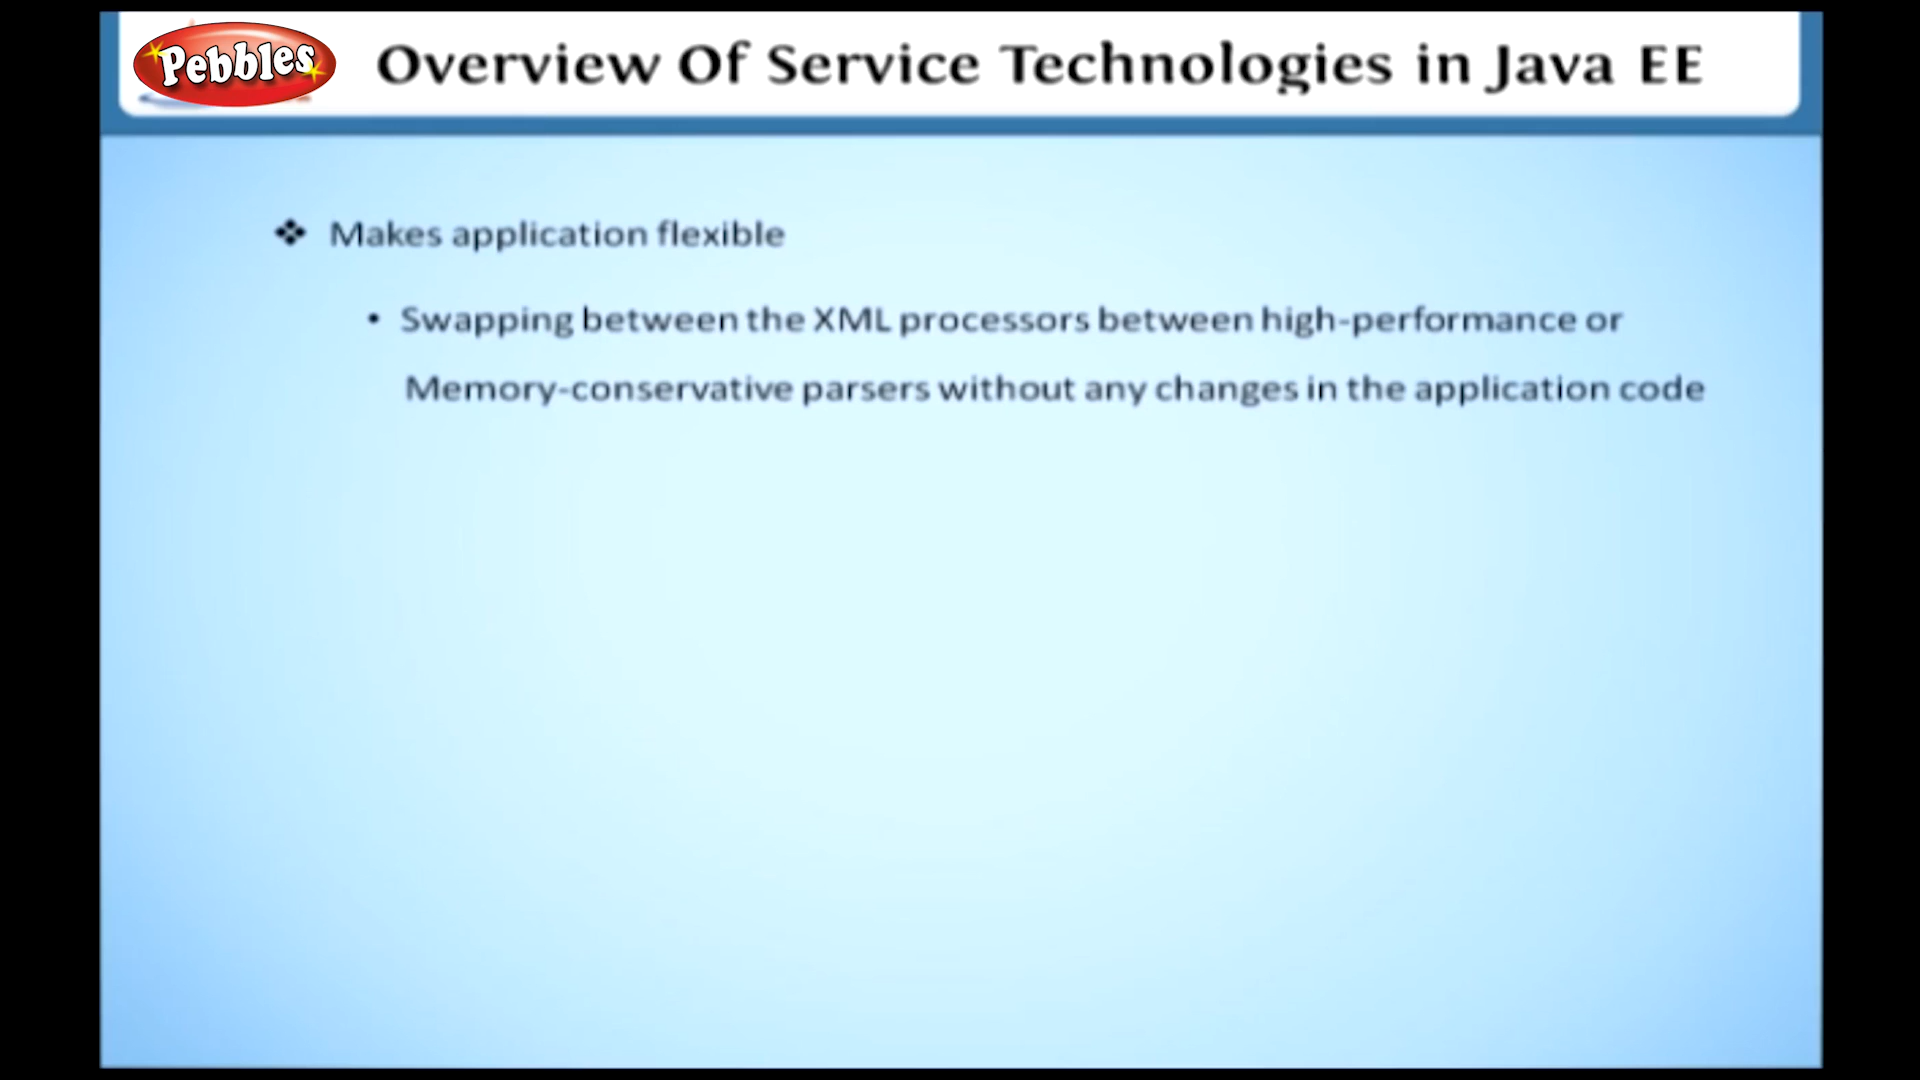 Pebbles
Overview Of Service Technologies in Java EE
❖ Makes application flexible
• Swapping between the XML processors between high-performance or
Memory-conservative parsers without any changes in the application code